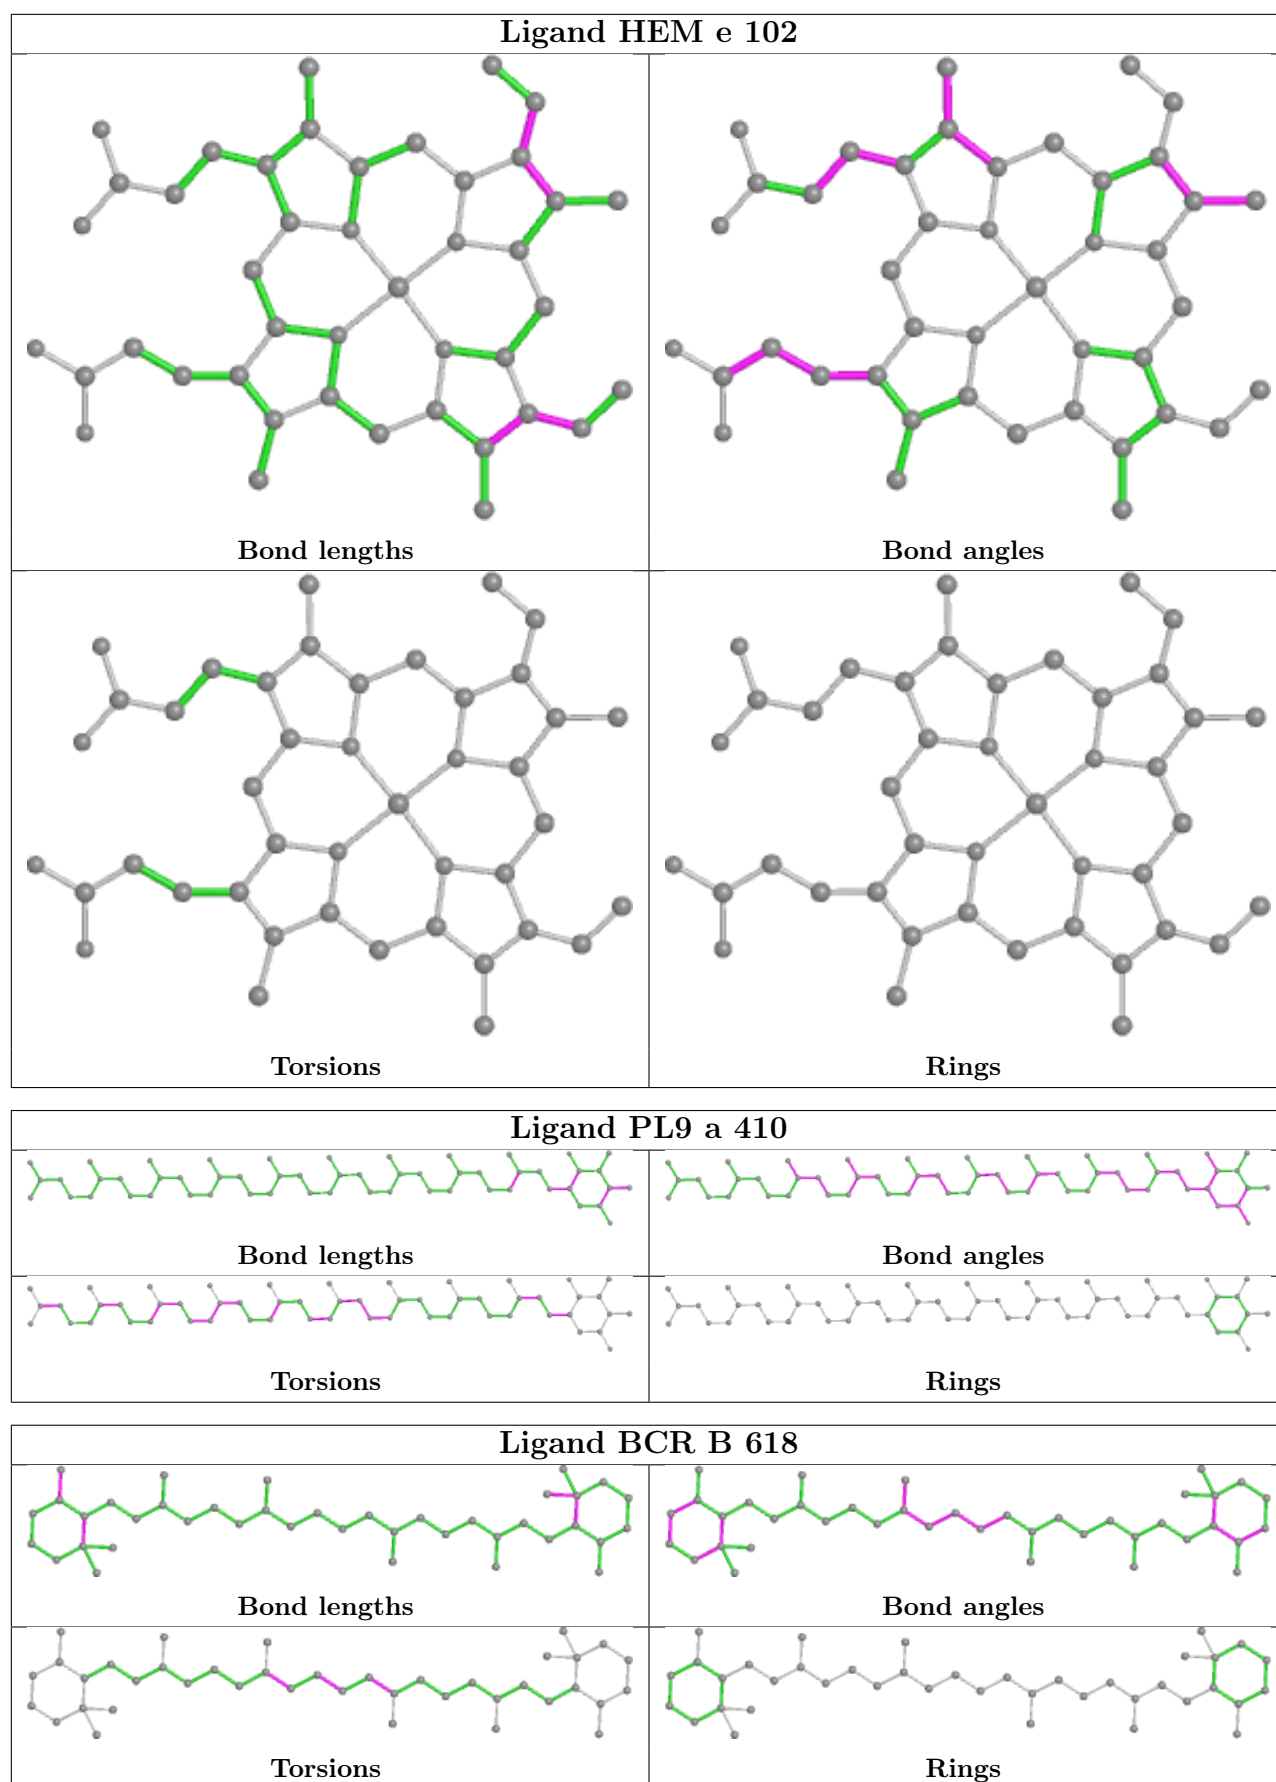 Ligand HEM e 102
Bond lengths
Bond angles
Torsions
Rings
Ligand PL9 a 410
Bond lengths
Bond angles
Torsions
Rings
Ligand BCR B 618
Bond lengths
Bond angles
Torsions
Rings